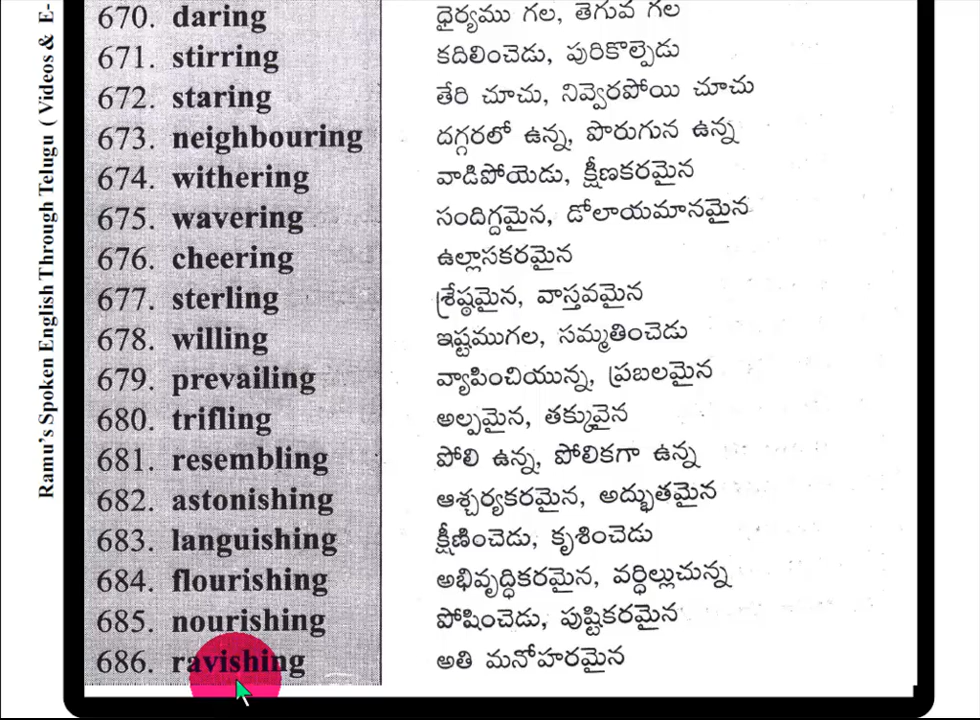 Ramu's Spoken English Through Telugu ( Videos & E-
670. daring ధైర్యము గల, తెగువ గల
671. stirring కదిలించెడు, పురికొల్పెడు
672. staring తేరి చూచు, నివ్వెరపోయి చూచు
673. neighbouring దగ్గరలో ఉన్న, పొరుగున ఉన్న
674. withering వాడిపోయెడు, క్షీణకరమైన
675. wavering సందిగ్దమైన, డోలాయమానమైన
676. cheering ఉల్లాసకరమైన
677. sterling శ్రేష్ఠమైన, వాస్తవమైన
678. willing ఇష్టముగల, సమ్మతించెడు
679. prevailing వ్యాపించియున్న, ప్రబలమైన
680. trifling అల్పమైన, తక్కువైన
681. resembling పోలి ఉన్న, పోలికగా ఉన్న
682. astonishing ఆశ్చర్యకరమైన, అద్భుతమైన
683. languishing క్షీణించెడు, కృశించెడు
684. flourishing అభివృద్ధికరమైన, వర్ధిల్లుచున్న
685. nourishing పోషించెడు, పుష్టికరమైన
686. ravishing అతి మనోహరమైన